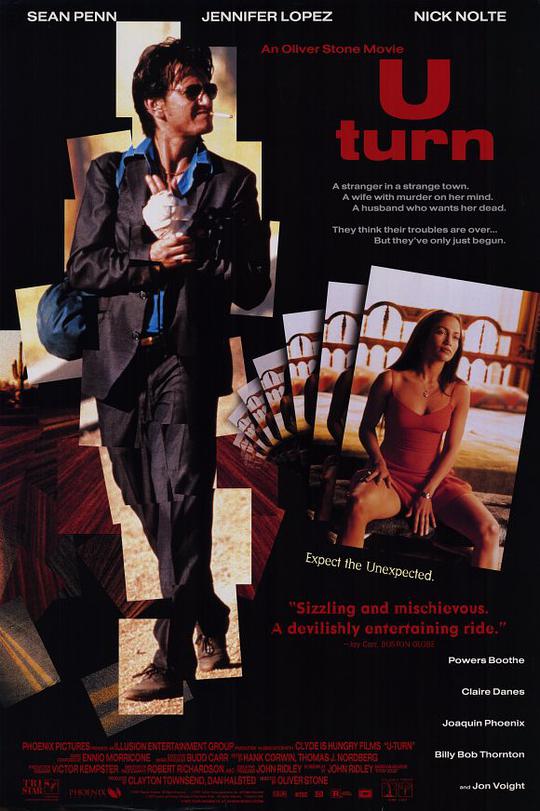 SEAN PENN JENNIFER LOPEZ NICK NOLTE
An Oliver Stone Movie
U
turn
A stranger in a strange town.
A wife with murder on her mind.
A husband who wants her dead.
They think their troubles are over...
But they've only just begun.
Expect the Unexpected.
"Sizzling and mischievous.
A devilishly entertaining ride."
—Jay Carr, BOSTON GLOBE
Powers Boothe
Claire Danes
Joaquin Phoenix
Billy Bob Thornton
and Jon Voight
PHOENIX PICTURES ILLUSION ENTERTAINMENT GROUP CLYDE IS HUNGRY FILMS "U-TURN"
ENNIO MORRICONE BUDD CARR HANK CORWIN, THOMAS J. NORDBERG
VICTOR KEMPSTER ROBERT RICHARDSON JOHN RIDLEY JOHN RIDLEY
CLAYTON TOWNSEND, DAN HALSTED OLIVER STONE
TRI STAR PHOENIX R